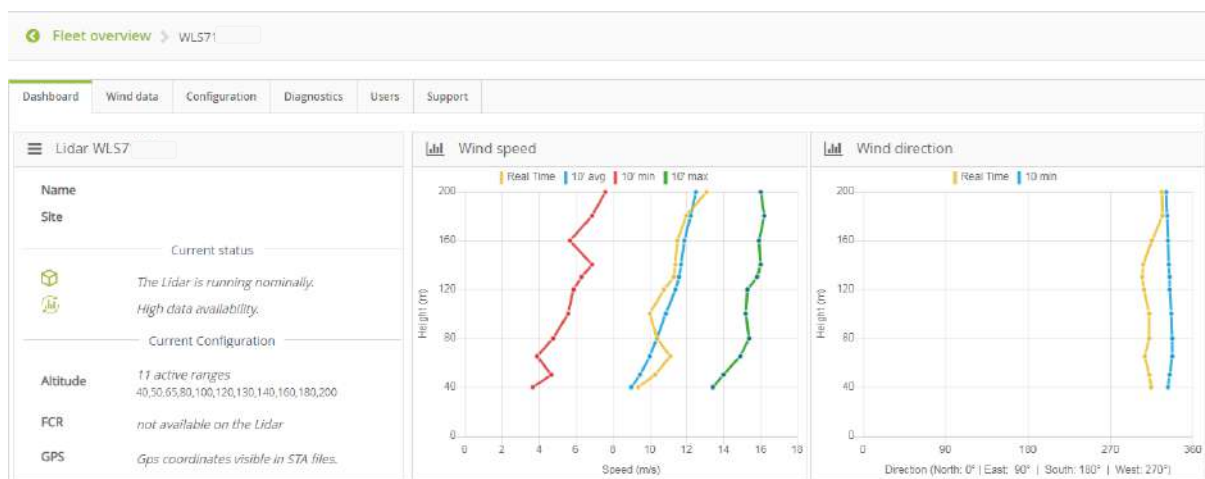 Fleet overview WLS71
Dashboard Wind data Configuration Diagnostics Users Support
Lidar WLS7
Name
Site
Current status
The Lidar is running nominally.
High data availability.
Current Configuration
Altitude 11 active ranges
40,50,65,80,100,120,130,140,160,180,200
FCR not available on the Lidar
GPS Gps coordinates visible in STA files.
Wind speed
Real Time 10' avg 10' min 10' max
200
160
120
80
40
0
Height (m)
0 2 4 6 8 10 12 14 16 18
Speed (m/s)
Wind direction
Real Time 10 min
200
160
120
80
40
0
Height (m)
0 90 180 270 360
Direction (North: 0° | East: 90° | South: 180° | West: 270°)